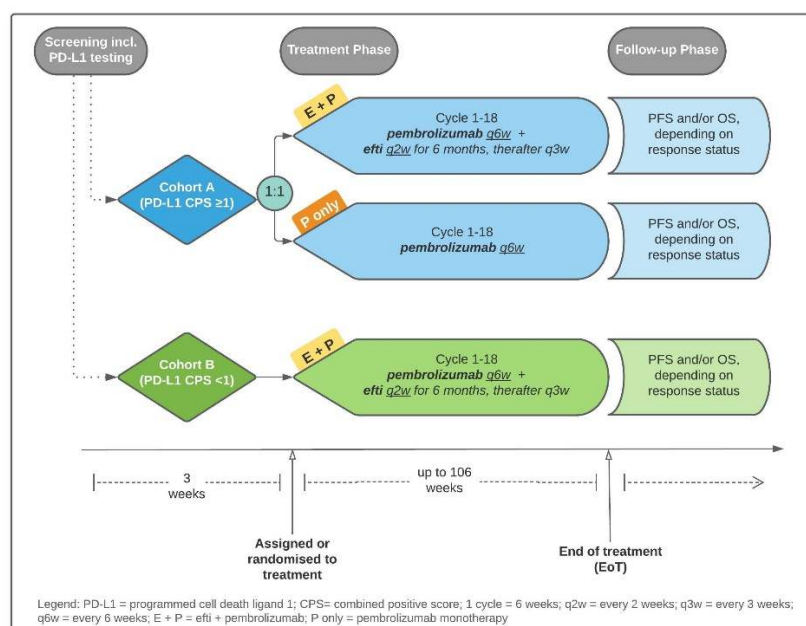 Screening incl.
PD-L1 testing
Treatment Phase
Follow-up Phase
E + P
Cycle 1-18
pembrolizumab q6w +
efti q2w for 6 months, therafter q3w
PFS and/or OS,
depending on
response status
Cohort A
(PD-L1 CPS ≥1)
1:1
P only
Cycle 1-18
pembrolizumab q6w
PFS and/or OS,
depending on
response status
E + P
Cohort B
(PD-L1 CPS <1)
Cycle 1-18
pembrolizumab q6w +
efti q2w for 6 months, therafter q3w
PFS and/or OS,
depending on
response status
3
weeks
up to 106
weeks
Assigned or
randomised to
treatment
End of treatment
(EoT)
Legend: PD-L1 = programmed cell death ligand 1; CPS= combined positive score; 1 cycle = 6 weeks; q2w = every 2 weeks; q3w = every 3 weeks;
q6w = every 6 weeks; E + P = efti + pembrolizumab; P only = pembrolizumab monotherapy